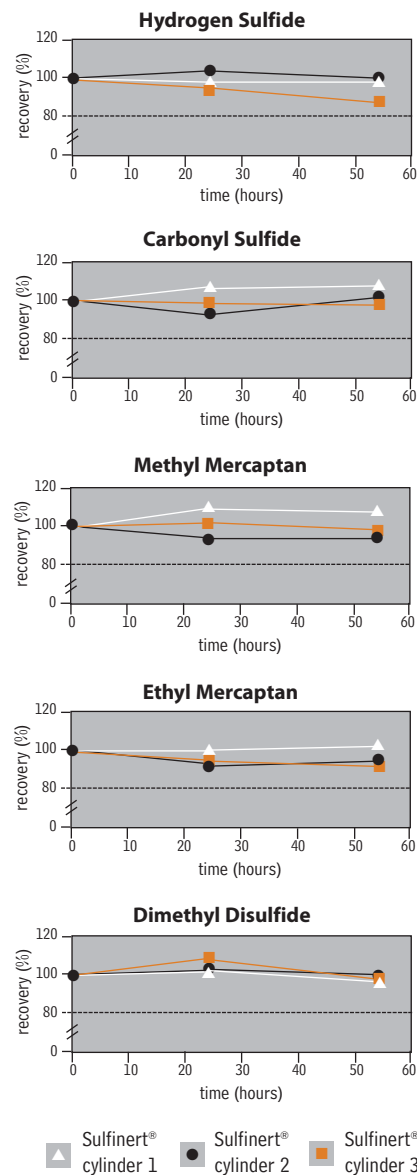 Hydrogen Sulfide
recovery (%)
120
100
80
0
0 10 20 30 40 50 60
time (hours)
Carbonyl Sulfide
recovery (%)
120
100
80
0
0 10 20 30 40 50 60
time (hours)
Methyl Mercaptan
recovery (%)
120
100
80
0
0 10 20 30 40 50 60
time (hours)
Ethyl Mercaptan
recovery (%)
120
100
80
0
0 10 20 30 40 50 60
time (hours)
Dimethyl Disulfide
recovery (%)
120
100
80
0
0 10 20 30 40 50 60
time (hours)
Sulfinert®
cylinder 1
Sulfinert®
cylinder 2
Sulfinert®
cylinder 3